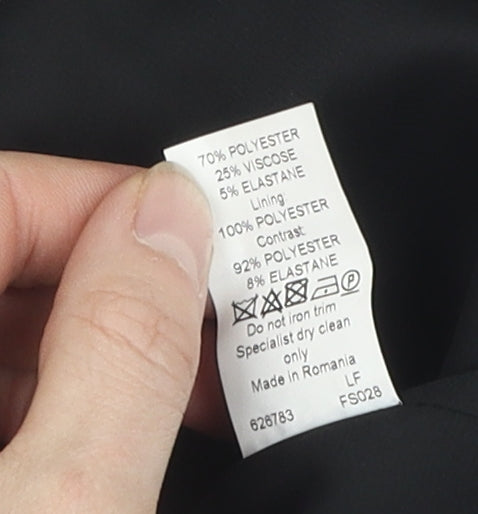 70% POLYESTER
25% VISCOSE
5% ELASTANE
Lining
100% POLYESTER
Contrast
92% POLYESTER
8% ELASTANE
P
Do not iron trim
Specialist dry clean
only
Made in Romania
LF
626783 FS028